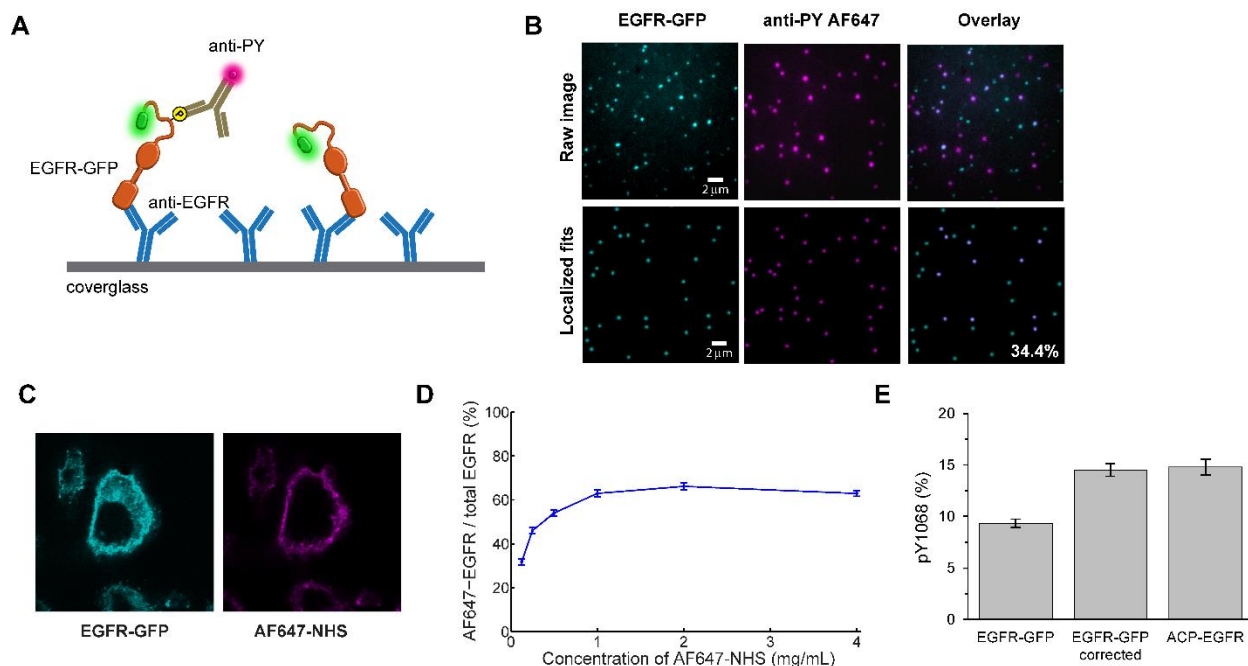 A
anti-PY
P
EGFR-GFP
anti-EGFR
coverglass
B
EGFR-GFP
anti-PY AF647
Overlay
Raw image
2 μm
Localized fits
2 μm
34.4%
C
EGFR-GFP
AF647-NHS
D
AF647−EGFR / total EGFR (%)
100
80
60
40
20
0
0
1
2
3
4
Concentration of AF647-NHS (mg/mL)
E
pY1068 (%)
20
15
10
5
0
EGFR-GFP
EGFR-GFP
corrected
ACP-EGFR